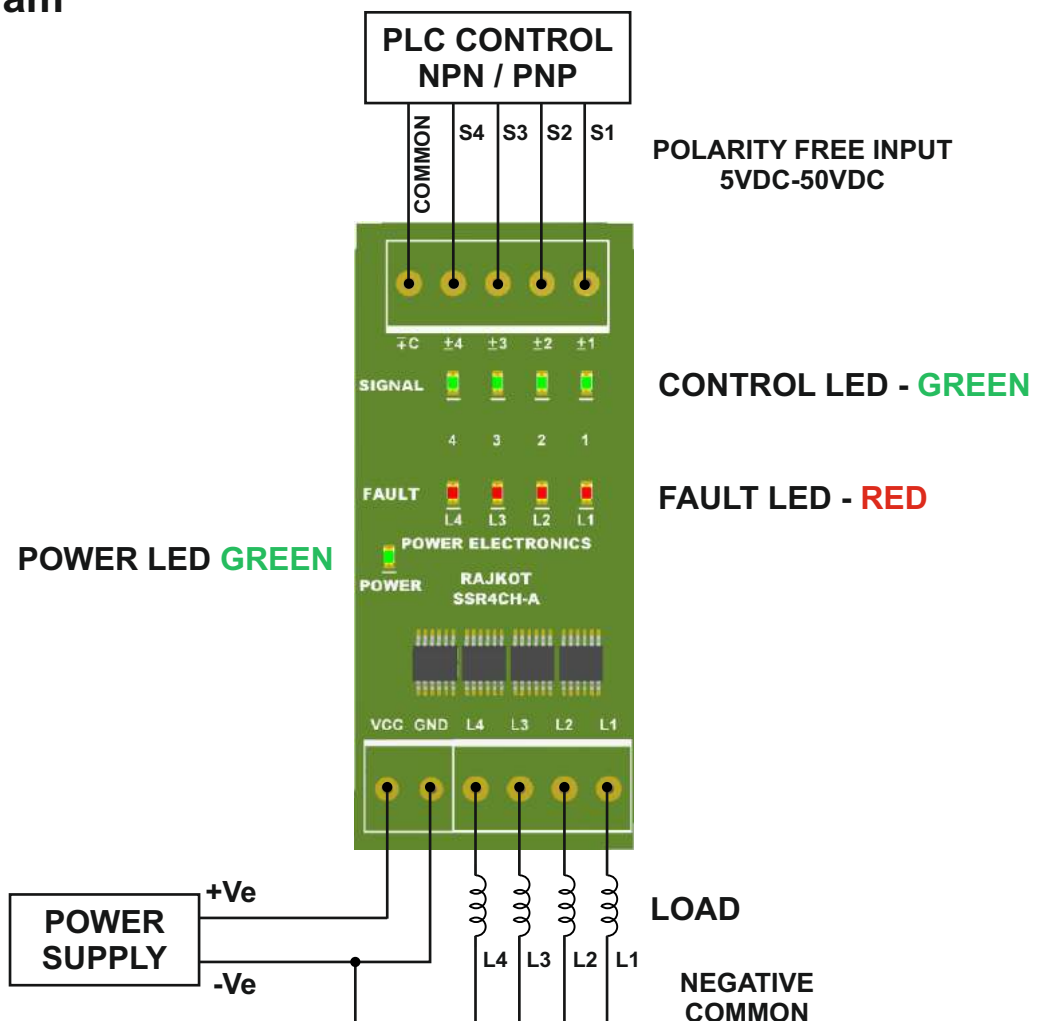 am
PLC CONTROL
NPN / PNP
COMMON
S4 S3 S2 S1
POLARITY FREE INPUT
5VDC-50VDC
∓C ±4 ±3 ±2 ±1
SIGNAL
CONTROL LED - GREEN
4 3 2 1
FAULT
FAULT LED - RED
L4 L3 L2 L1
POWER ELECTRONICS
POWER LED GREEN
POWER
RAJKOT
SSR4CH-A
VCC GND L4 L3 L2 L1
+Ve
POWER
SUPPLY
-Ve
LOAD
L4 L3 L2 L1
NEGATIVE
COMMON